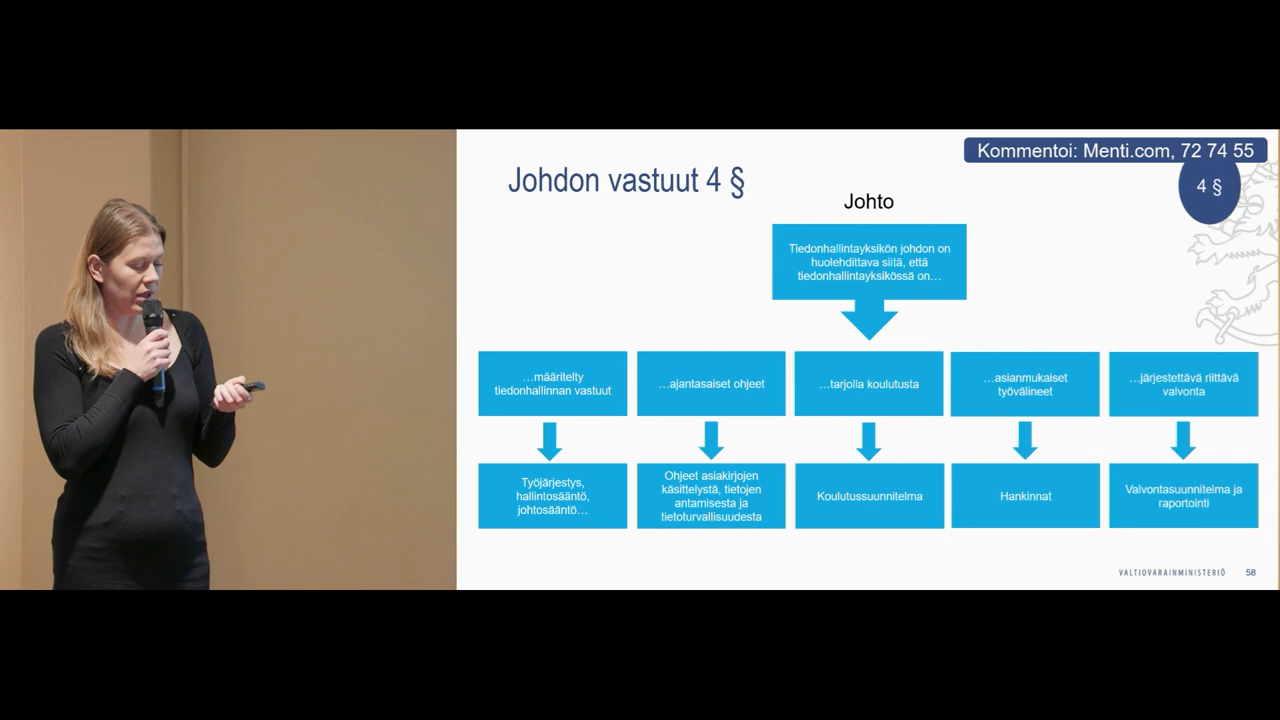 Kommentoi: Menti.com, 72 74 55
Johdon vastuut 4 §
4 §
Johto
Tiedonhallintayksikön johdon on
huolehdittava siitä, että
tiedonhallintayksikössä on…
…määritelty
tiedonhallinnan vastuut
…ajantasaiset ohjeet
…tarjolla koulutusta
…asianmukaiset
työvälineet
…järjestettävä riittävä
valvonta
Työjärjestys,
hallintosääntö,
johtosääntö…
Ohjeet asiakirjojen
käsittelystä, tietojen
antamisesta ja
tietoturvallisuudesta
Koulutussuunnitelma
Hankinnat
Valvontasuunnitelma ja
raportointi
VALTIOVARAINMINISTERIÖ
58